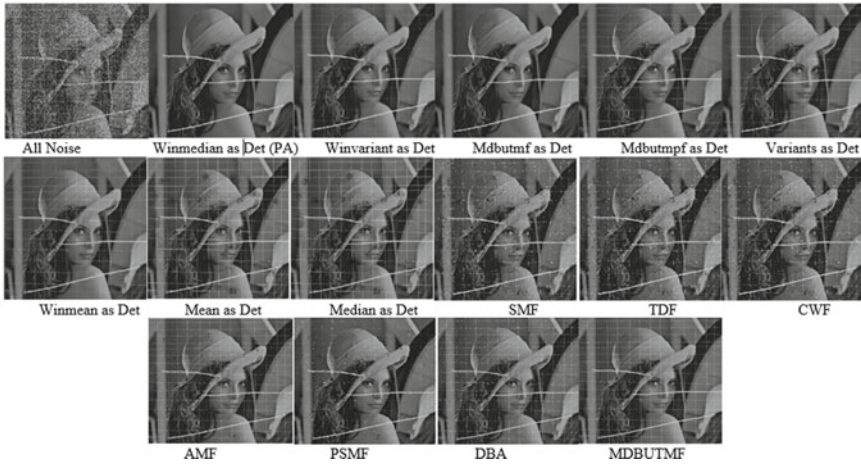 All Noise Winmedian as Det (PA) Winvariant as Det Mdbutmf as Det Mdbutmpf as Det Variants as Det
Winmean as Det Mean as Det Median as Det SMF TDF CWF
AMF PSMF DBA MDBUTMF